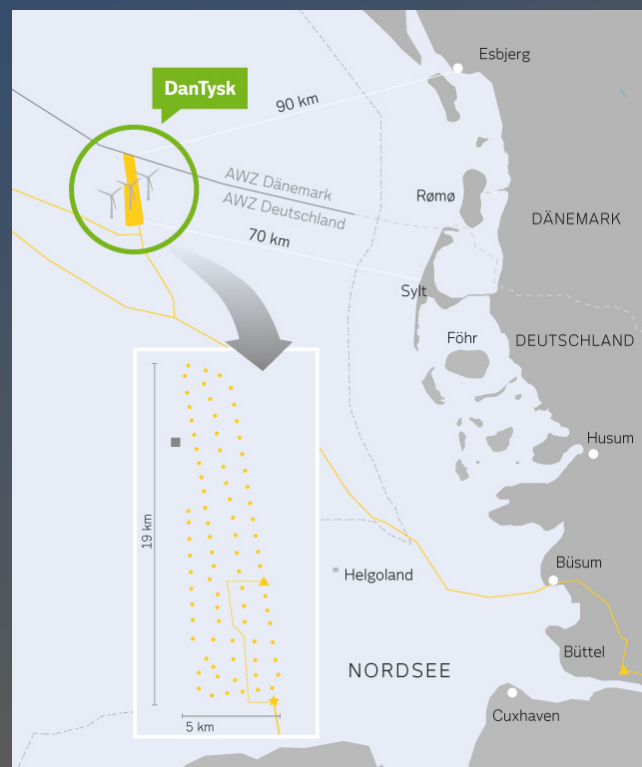 Esbjerg
DanTysk
90 km
AWZ Dänemark
AWZ Deutschland
Rømø
DÄNEMARK
70 km
Sylt
Föhr
DEUTSCHLAND
Husum
19 km
Helgoland
Büsum
Büttel
NORDSEE
5 km
Cuxhaven